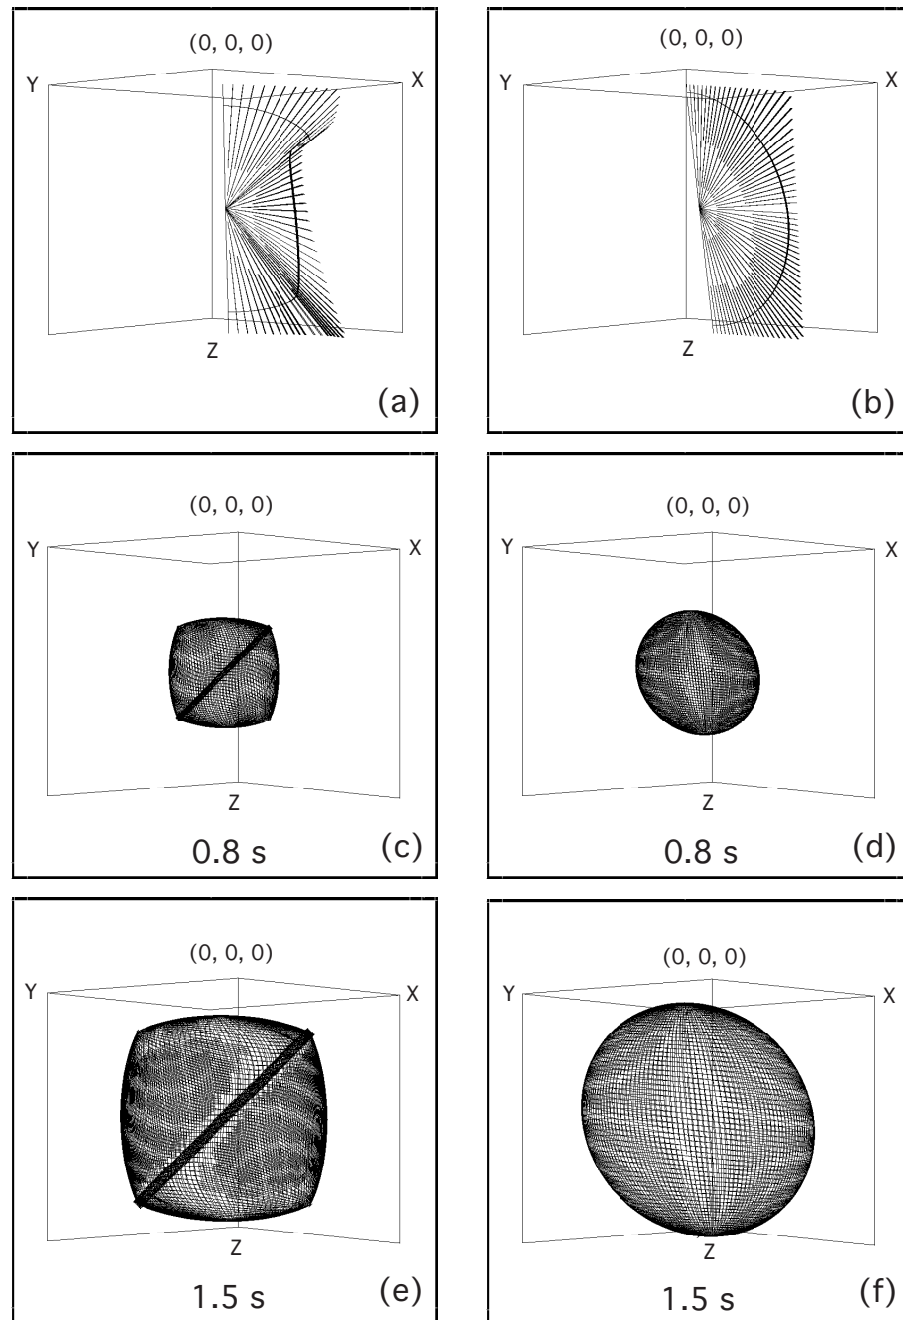 (0, 0, 0)
Y
X
Z
(a)
(0, 0, 0)
Y
X
Z
(b)
(0, 0, 0)
Y
X
Z
0.8 s
(c)
(0, 0, 0)
Y
X
Z
0.8 s
(d)
(0, 0, 0)
Y
X
Z
1.5 s
(e)
(0, 0, 0)
Y
X
Z
1.5 s
(f)